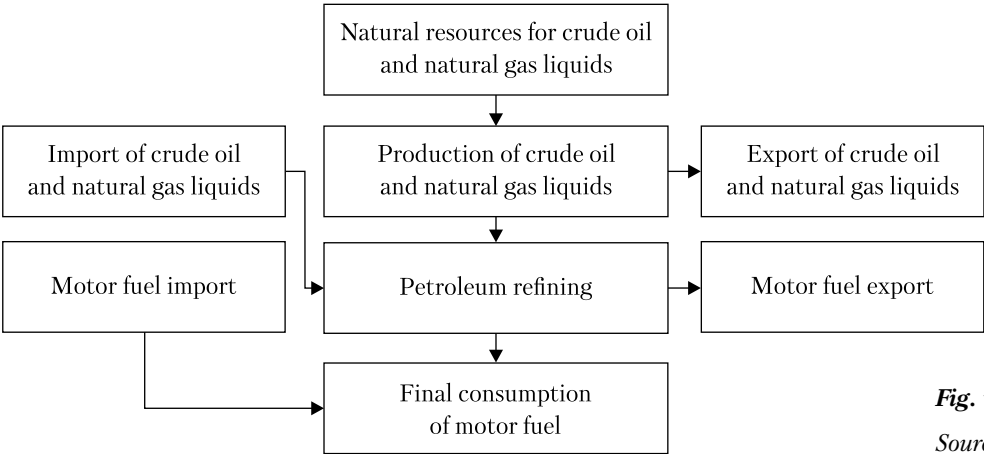 Natural resources for crude oil
and natural gas liquids
Import of crude oil
and natural gas liquids
Production of crude oil
and natural gas liquids
Export of crude oil
and natural gas liquids
Motor fuel import
Petroleum refining
Motor fuel export
Final consumption
of motor fuel
Fig.